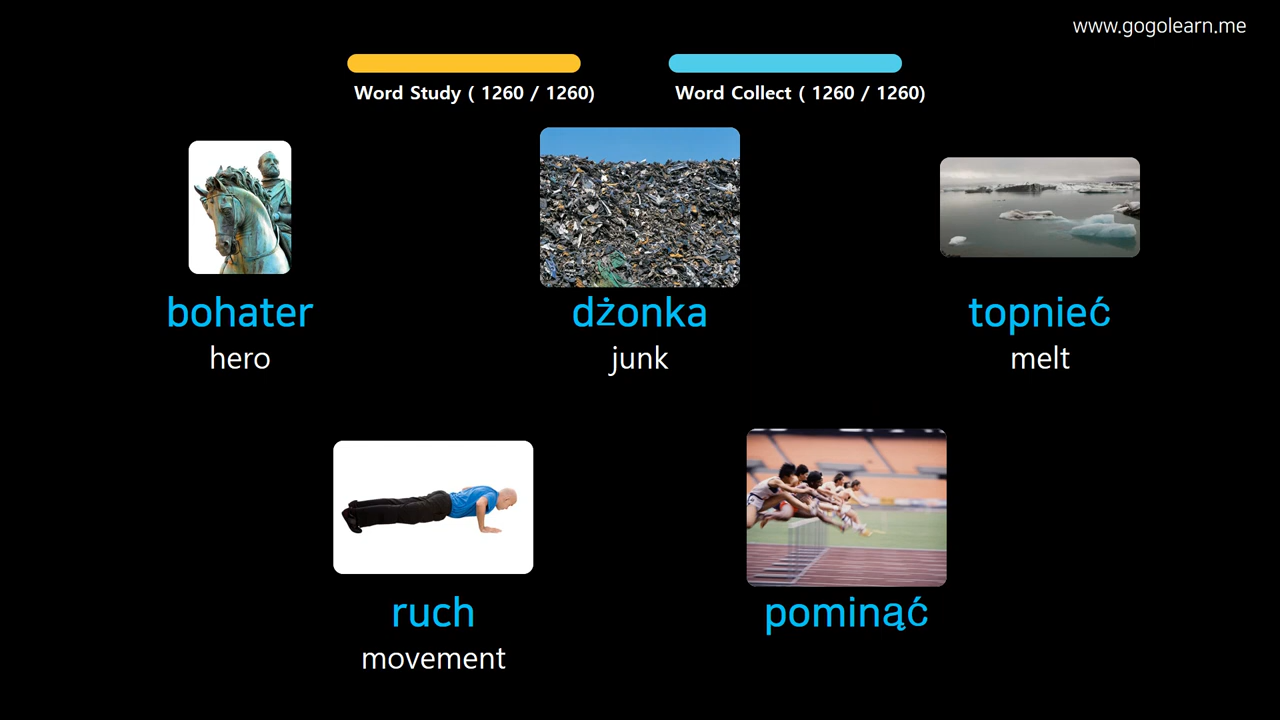 www.gogolearn.me
Word Study ( 1260 / 1260)
Word Collect ( 1260 / 1260)
bohater
hero
dżonka
junk
topnieć
melt
ruch
movement
pominąć